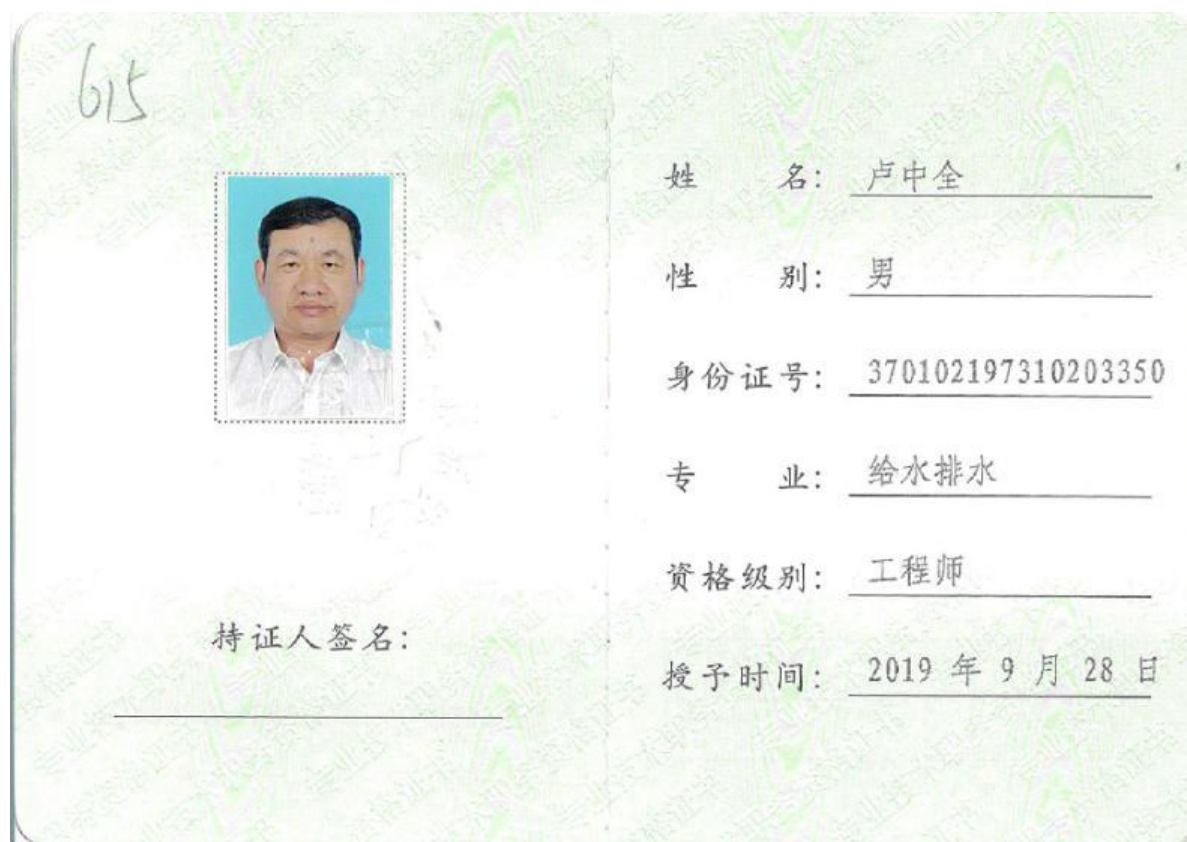 615
持证人签名：
姓 名： 卢中全
性 别： 男
身份证号： 370102197310203350
专 业： 给水排水
资格级别： 工程师
授予时间： 2019 年 9 月 28 日